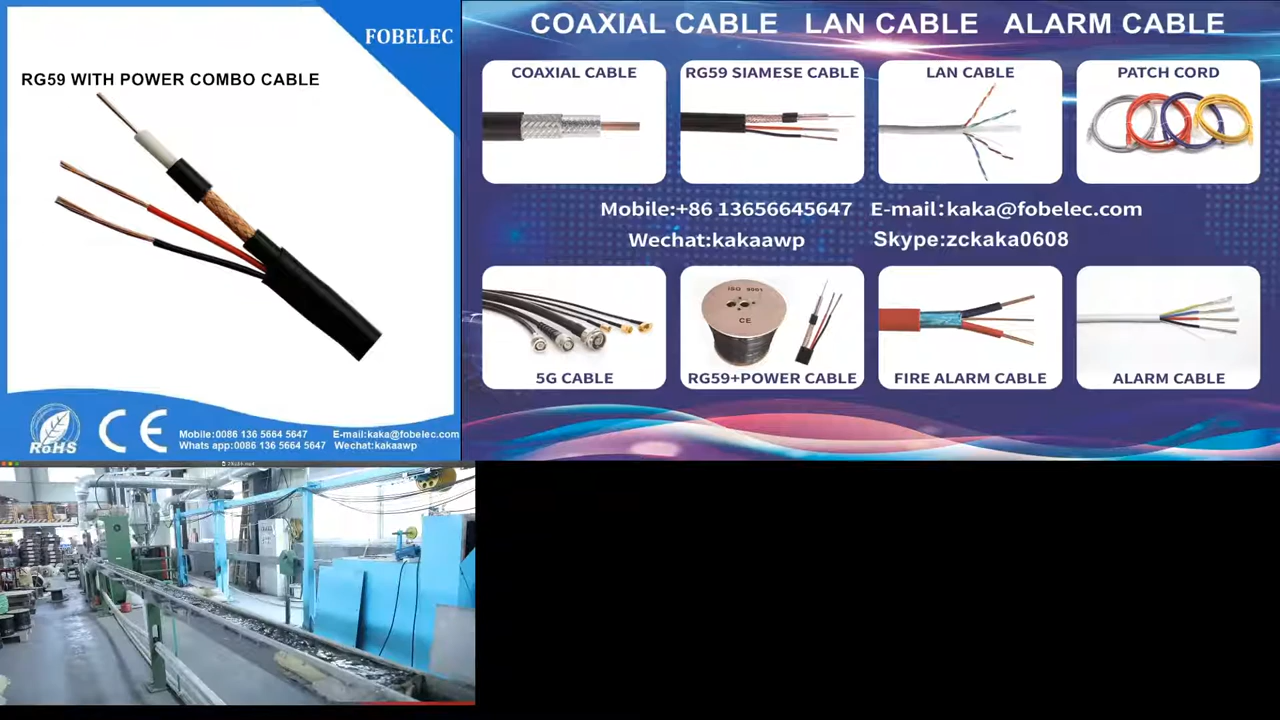 FOBELEC
RG59 WITH POWER COMBO CABLE
RoHS
CE
Mobile:0086 136 5664 5647 E-mail:kaka@fobelec.com
Whats app:0086 136 5664 5647 Wechat:kakaawp
COAXIAL CABLE LAN CABLE ALARM CABLE
COAXIAL CABLE
RG59 SIAMESE CABLE
LAN CABLE
PATCH CORD
Mobile:+86 13656645647 E-mail:kaka@fobelec.com
Wechat:kakaawp Skype:zckaka0608
5G CABLE
ISO 9001
CE
RG59+POWER CABLE
FIRE ALARM CABLE
ALARM CABLE